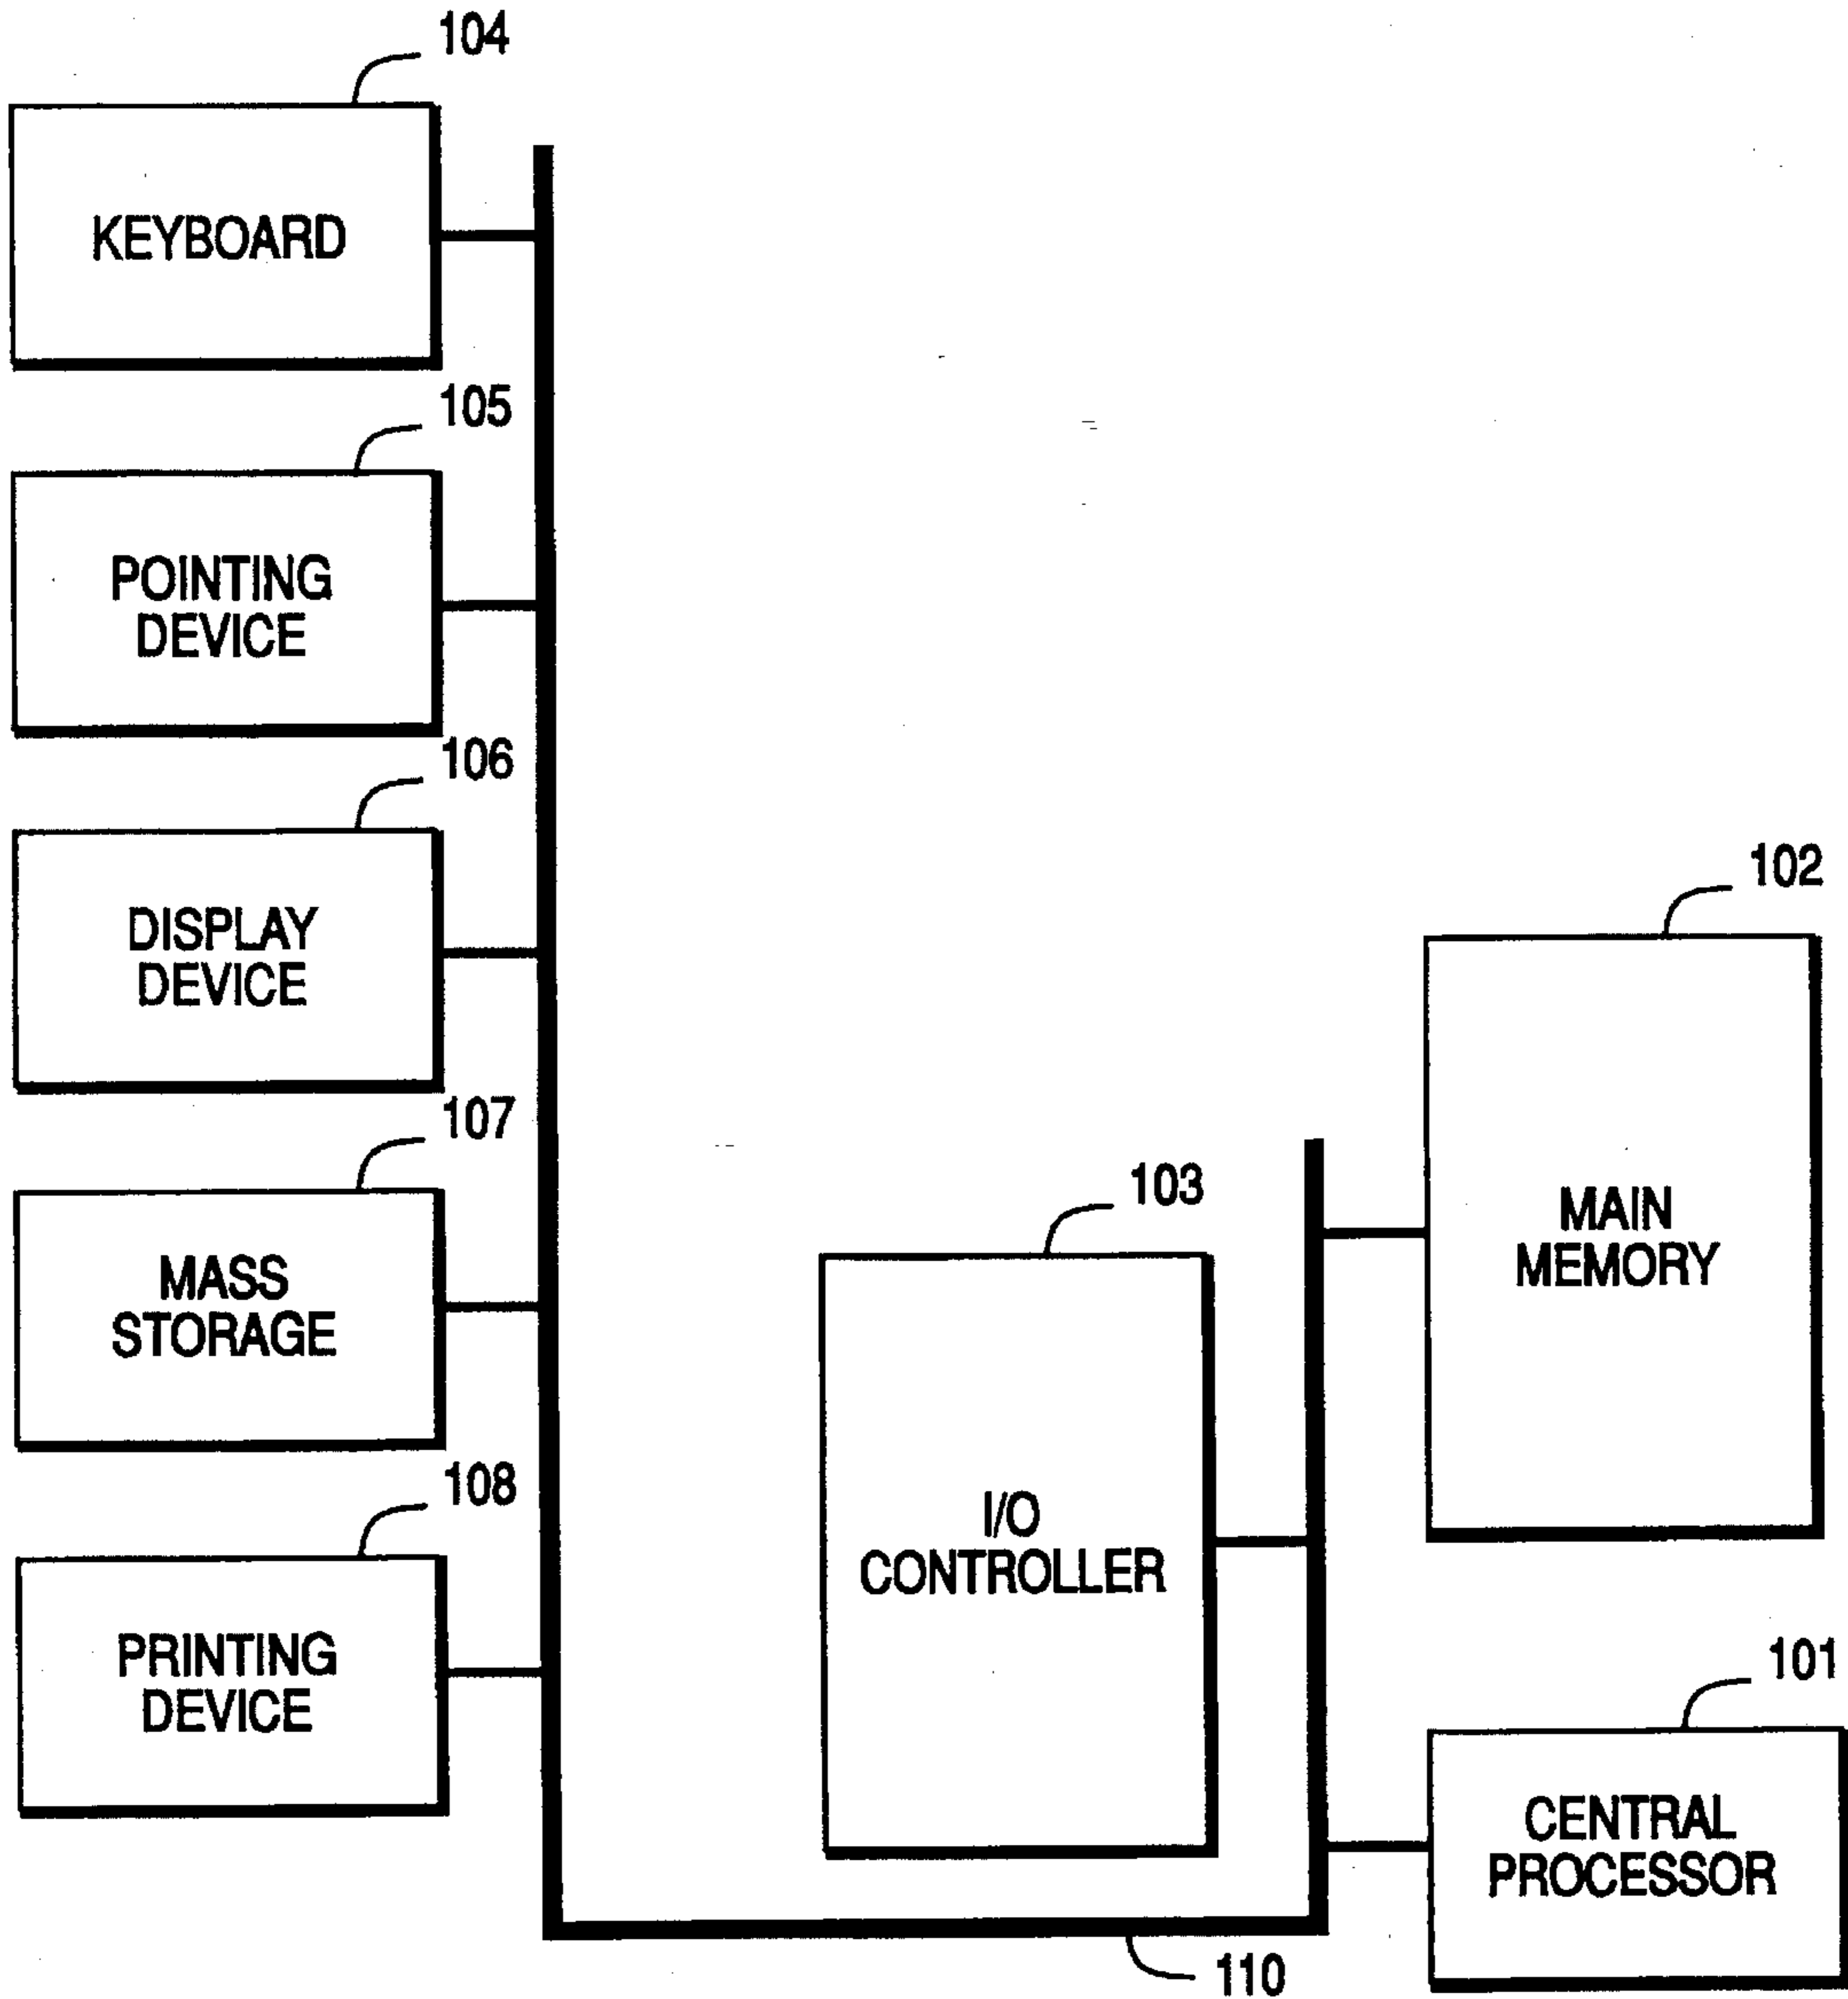 104
KEYBOARD
105
POINTING
DEVICE
106
DISPLAY
DEVICE
107
MASS
STORAGE
108
PRINTING
DEVICE
103
I/O
CONTROLLER
102
MAIN
MEMORY
101
CENTRAL
PROCESSOR
110